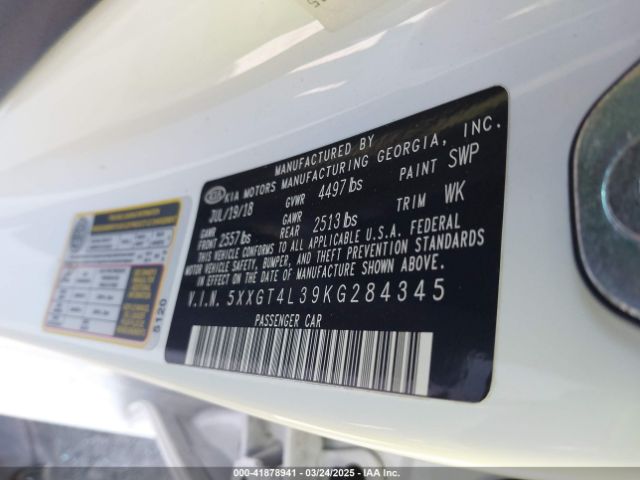 MANUFACTURED BY
KIA KIA MOTORS MANUFACTURING GEORGIA, INC.
JUL/19/18 GVWR 4497 lbs PAINT SWP
GAWR FRONT 2557 lbs GAWR REAR 2513 lbs TRIM WK
THIS VEHICLE CONFORMS TO ALL APPLICABLE U.S.A. FEDERAL
MOTOR VEHICLE SAFETY, BUMPER, AND THEFT PREVENTION STANDARDS
IN EFFECT ON THE DATE OF MANUFACTURE SHOWN ABOVE.
V.I.N. 5XXGT4L39KG284345
PASSENGER CAR
5120
000-41878941 — 03/24/2025 — IAA Inc.